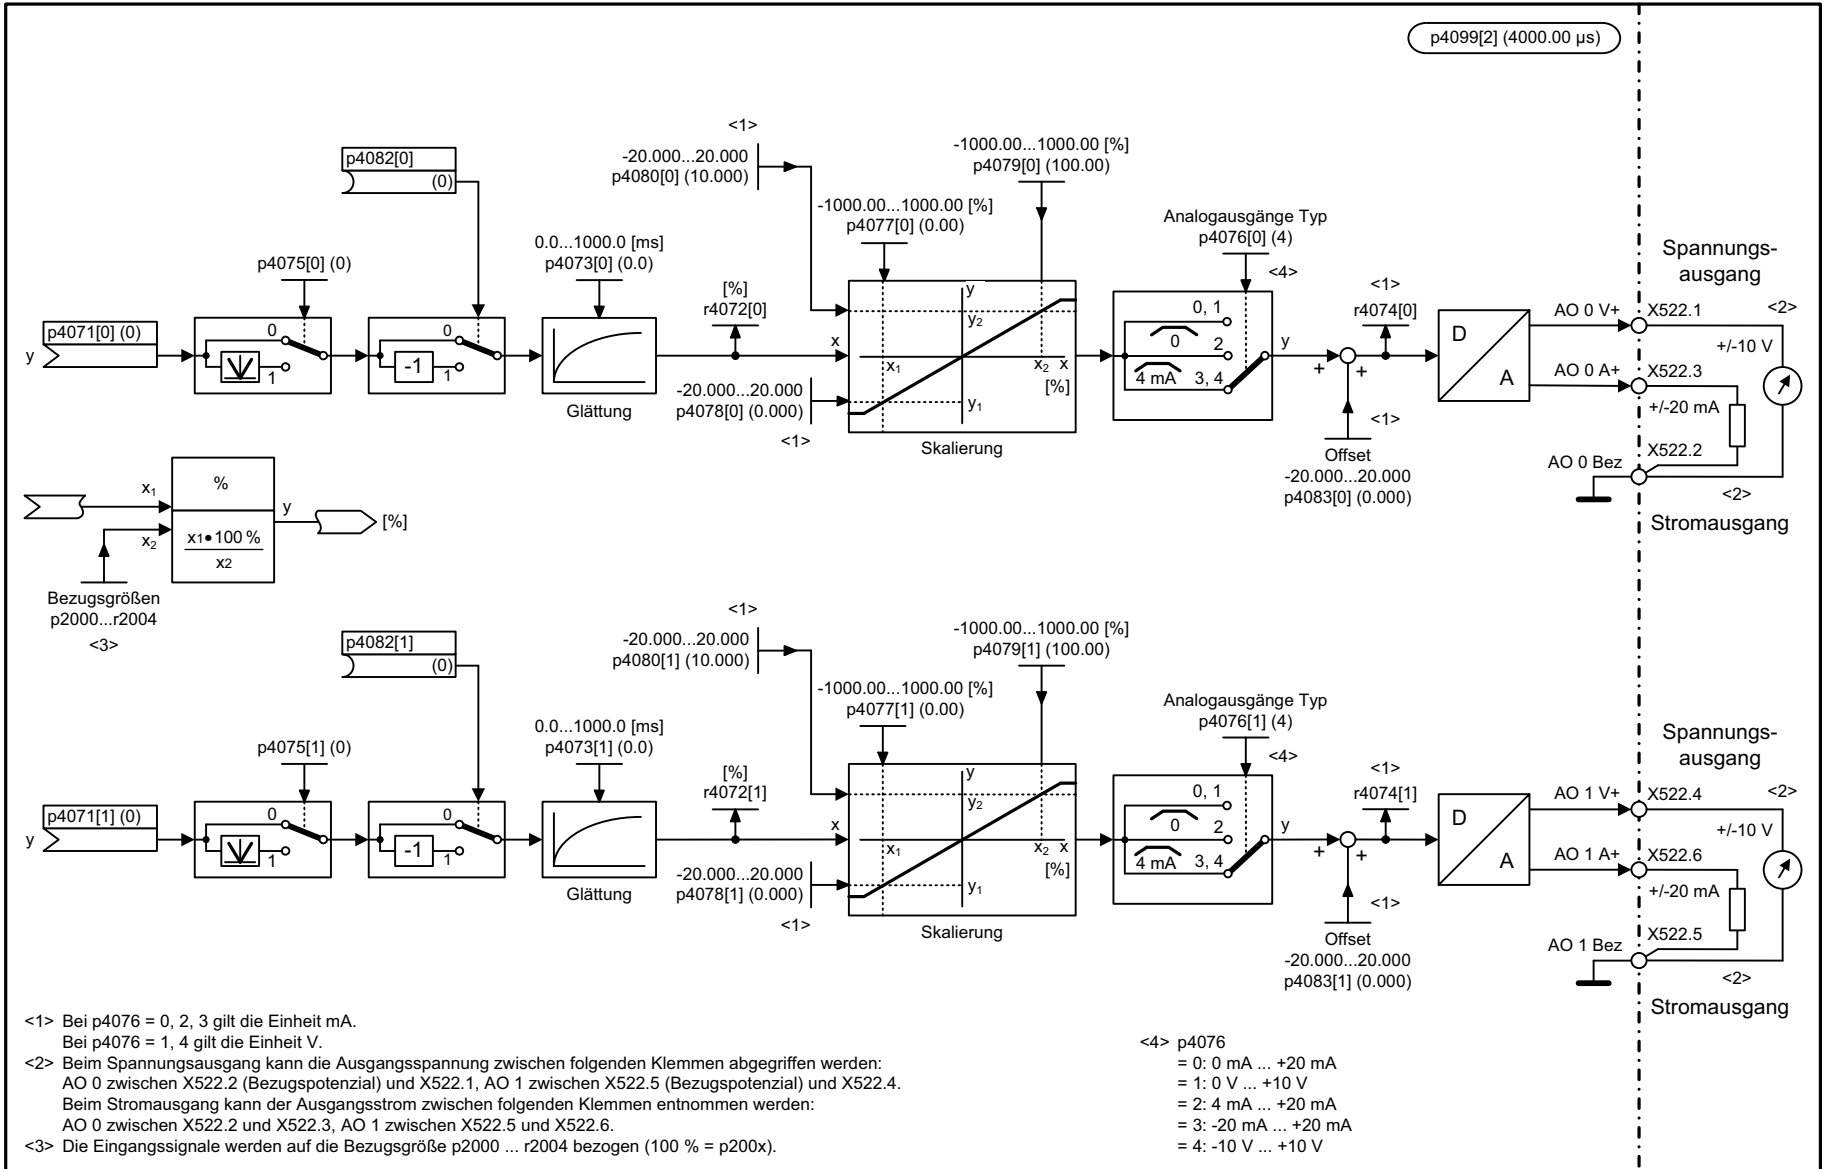 p4099[2] (4000.00 µs)
<1>
-20.000...20.000
p4080[0] (10.000)
-1000.00...1000.00 [%]
p4079[0] (100.00)
p4082[0]
(0)
-1000.00...1000.00 [%]
p4077[0] (0.00)
Analogausgänge Typ
p4076[0] (4)
<4>
0.0...1000.0 [ms]
p4073[0] (0.0)
p4075[0] (0)
[%]
r4072[0]
<1>
r4074[0]
Spannungs-
ausgang
<2>
p4071[0] (0)
y
0
1
0
-1
1
Glättung
x
y
y2
x1
x2
x
[%]
y1
-20.000...20.000
p4078[0] (0.000)
<1>
Skalierung
0, 1
0
2
4 mA
3, 4
y
+
+
<1>
Offset
-20.000...20.000
p4083[0] (0.000)
D
A
AO 0 V+
X522.1
+/-10 V
AO 0 A+
X522.3
+/-20 mA
AO 0 Bez
X522.2
<2>
Stromausgang
x1
x2
%
x1•100 %
x2
y
[%]
Bezugsgrößen
p2000...r2004
<3>
<1>
-20.000...20.000
p4080[1] (10.000)
-1000.00...1000.00 [%]
p4079[1] (100.00)
p4082[1]
(0)
-1000.00...1000.00 [%]
p4077[1] (0.00)
Analogausgänge Typ
p4076[1] (4)
<4>
0.0...1000.0 [ms]
p4073[1] (0.0)
p4075[1] (0)
[%]
r4072[1]
<1>
r4074[1]
Spannungs-
ausgang
<2>
p4071[1] (0)
y
0
1
0
-1
1
Glättung
x
y
y2
x1
x2
x
[%]
y1
-20.000...20.000
p4078[1] (0.000)
<1>
Skalierung
0, 1
0
2
4 mA
3, 4
y
+
+
<1>
Offset
-20.000...20.000
p4083[1] (0.000)
D
A
AO 1 V+
X522.4
+/-10 V
AO 1 A+
X522.6
+/-20 mA
AO 1 Bez
X522.5
<2>
Stromausgang
<1> Bei p4076 = 0, 2, 3 gilt die Einheit mA.
Bei p4076 = 1, 4 gilt die Einheit V.
<2> Beim Spannungsausgang kann die Ausgangsspannung zwischen folgenden Klemmen abgegriffen werden:
AO 0 zwischen X522.2 (Bezugspotenzial) und X522.1, AO 1 zwischen X522.5 (Bezugspotenzial) und X522.4.
Beim Stromausgang kann der Ausgangsstrom zwischen folgenden Klemmen entnommen werden:
AO 0 zwischen X522.2 und X522.3, AO 1 zwischen X522.5 und X522.6.
<3> Die Eingangssignale werden auf die Bezugsgröße p2000 ... r2004 bezogen (100 % = p200x).
<4> p4076
= 0: 0 mA ... +20 mA
= 1: 0 V ... +10 V
= 2: 4 mA ... +20 mA
= 3: -20 mA ... +20 mA
= 4: -10 V ... +10 V